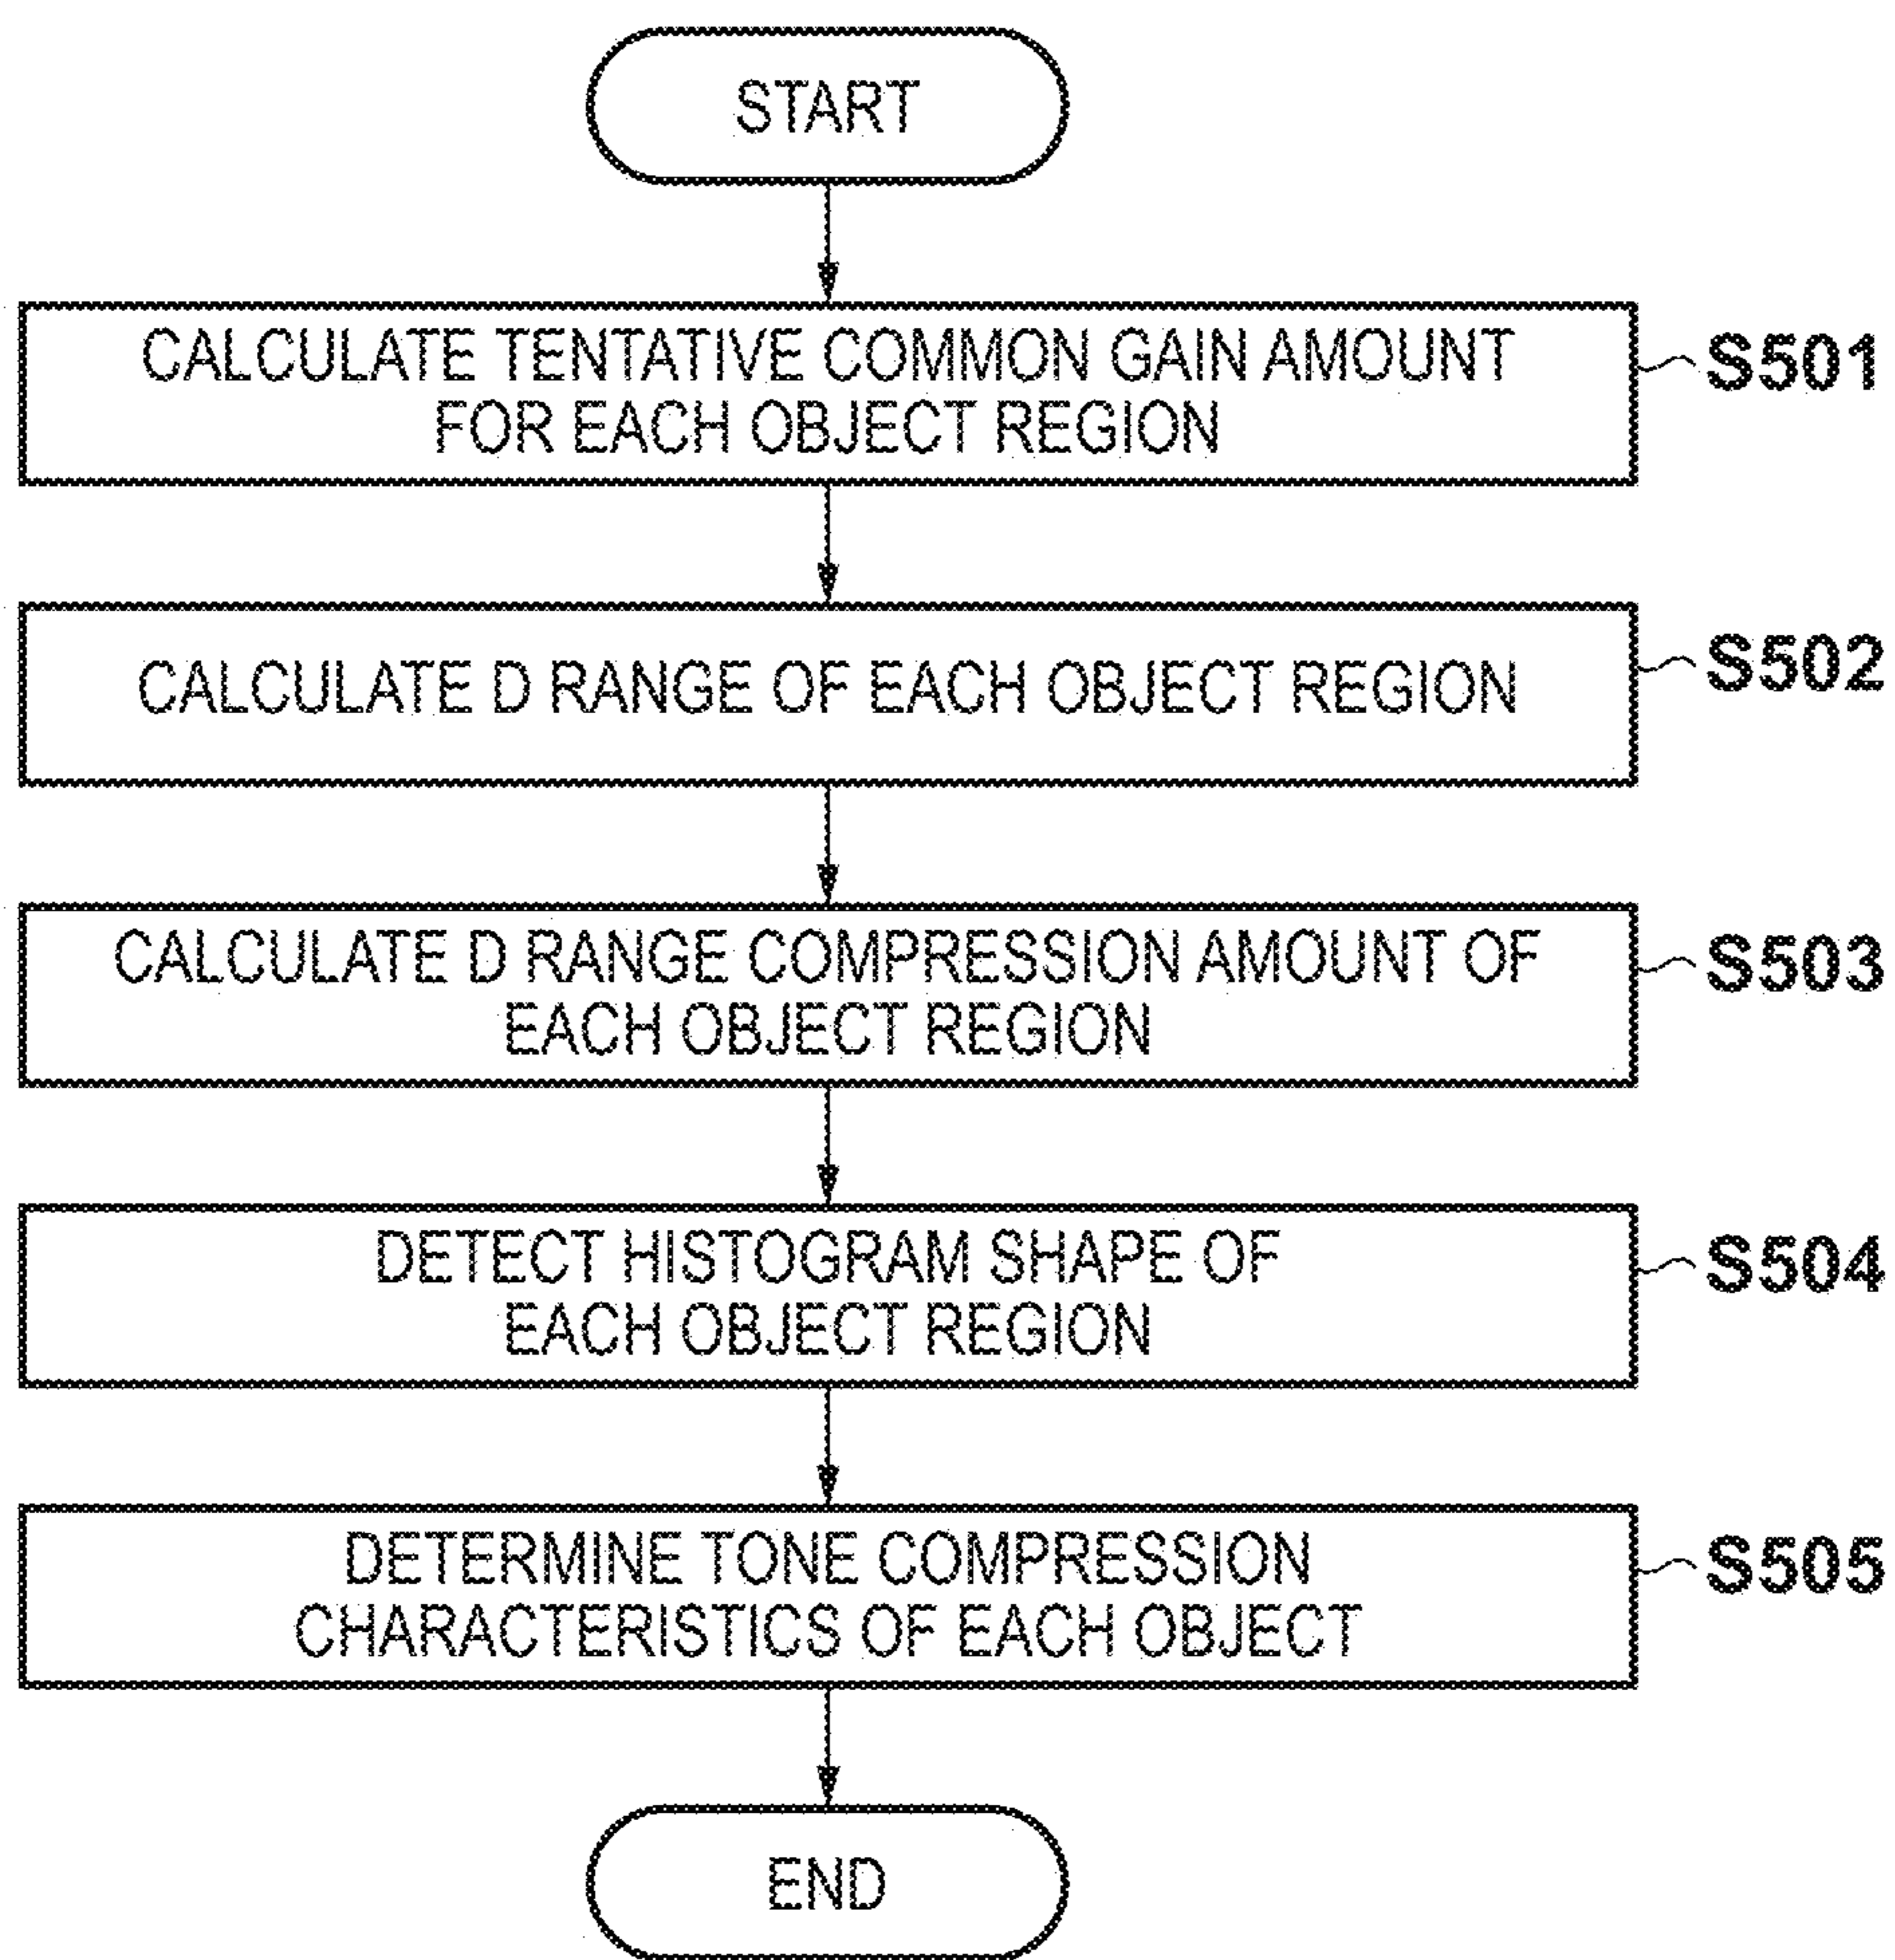 START
CALCULATE TENTATIVE COMMON GAIN AMOUNT
FOR EACH OBJECT REGION
S501
CALCULATE D RANGE OF EACH OBJECT REGION
S502
CALCULATE D RANGE COMPRESSION AMOUNT OF
EACH OBJECT REGION
S503
DETECT HISTOGRAM SHAPE OF
EACH OBJECT REGION
S504
DETERMINE TONE COMPRESSION
CHARACTERISTICS OF EACH OBJECT
S505
END